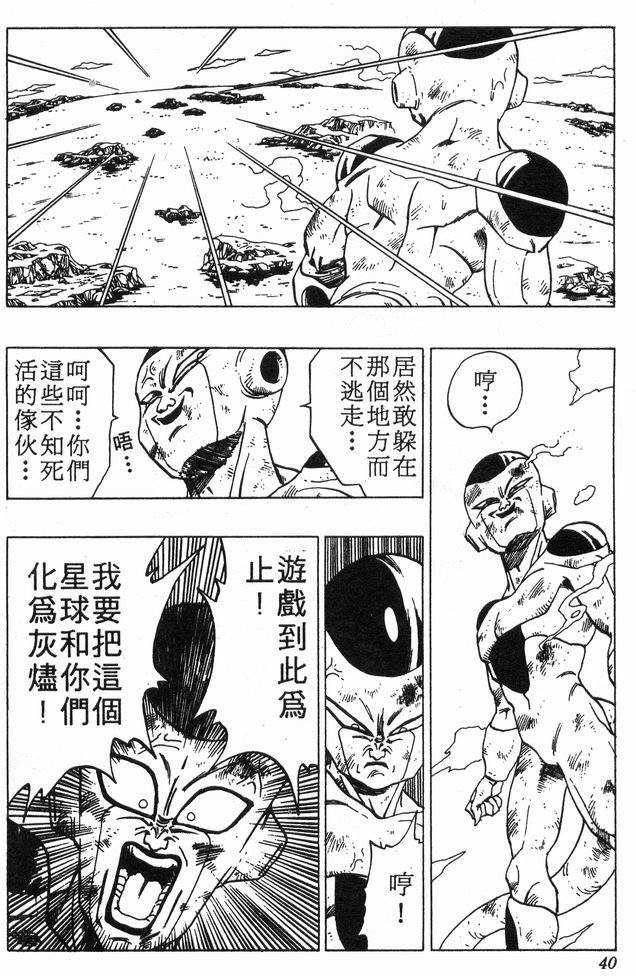 哼…
居然敢躲在
那個地方而
不逃走…
唔…
呵呵…你們
這些不知死
活的傢伙…
哼！
遊戲到此爲
止！
我要把這個
星球和你們
化爲灰燼！
40